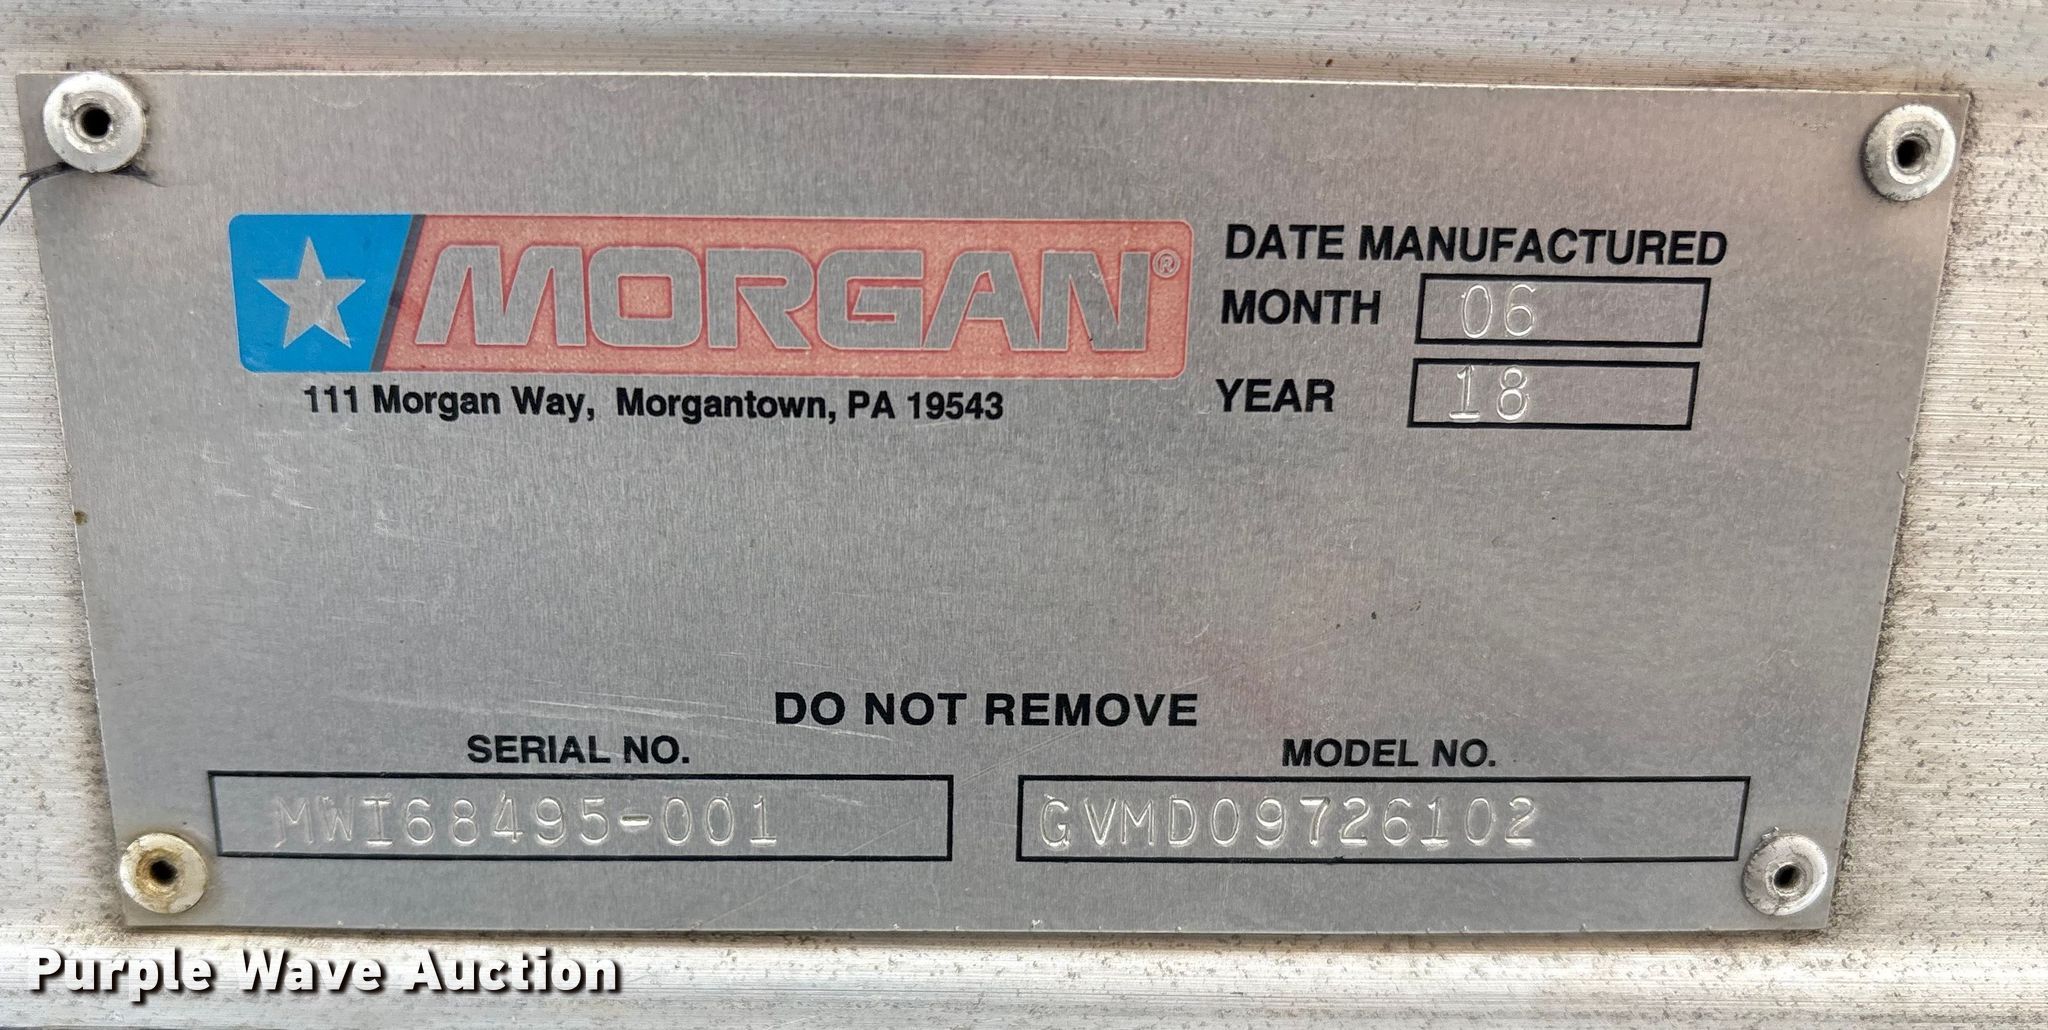 MORGAN®
111 Morgan Way, Morgantown, PA 19543
DATE MANUFACTURED
MONTH 06
YEAR 18
DO NOT REMOVE
SERIAL NO.
MWI68495-001
MODEL NO.
GVMD09726102
Purple Wave Auction